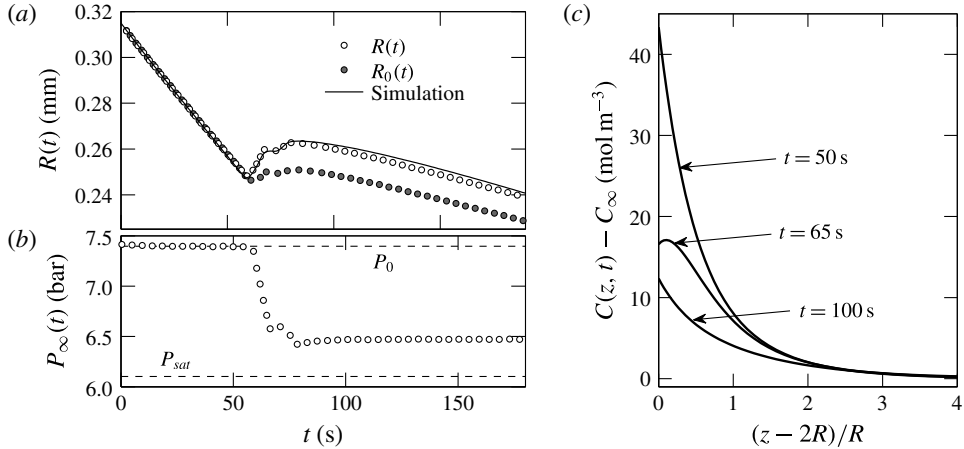 (a)
0.32
0.30
0.28
0.26
0.24
R(t) (mm)
R(t)
R₀(t)
Simulation
(b)
7.5
7.0
6.5
6.0
P∞(t) (bar)
P₀
Pₛₐₜ
0
50
100
150
t (s)
(c)
40
30
20
10
0
C(z, t) − C∞ (mol m⁻³)
t = 50 s
t = 65 s
t = 100 s
0
1
2
3
4
(z − 2R)/R